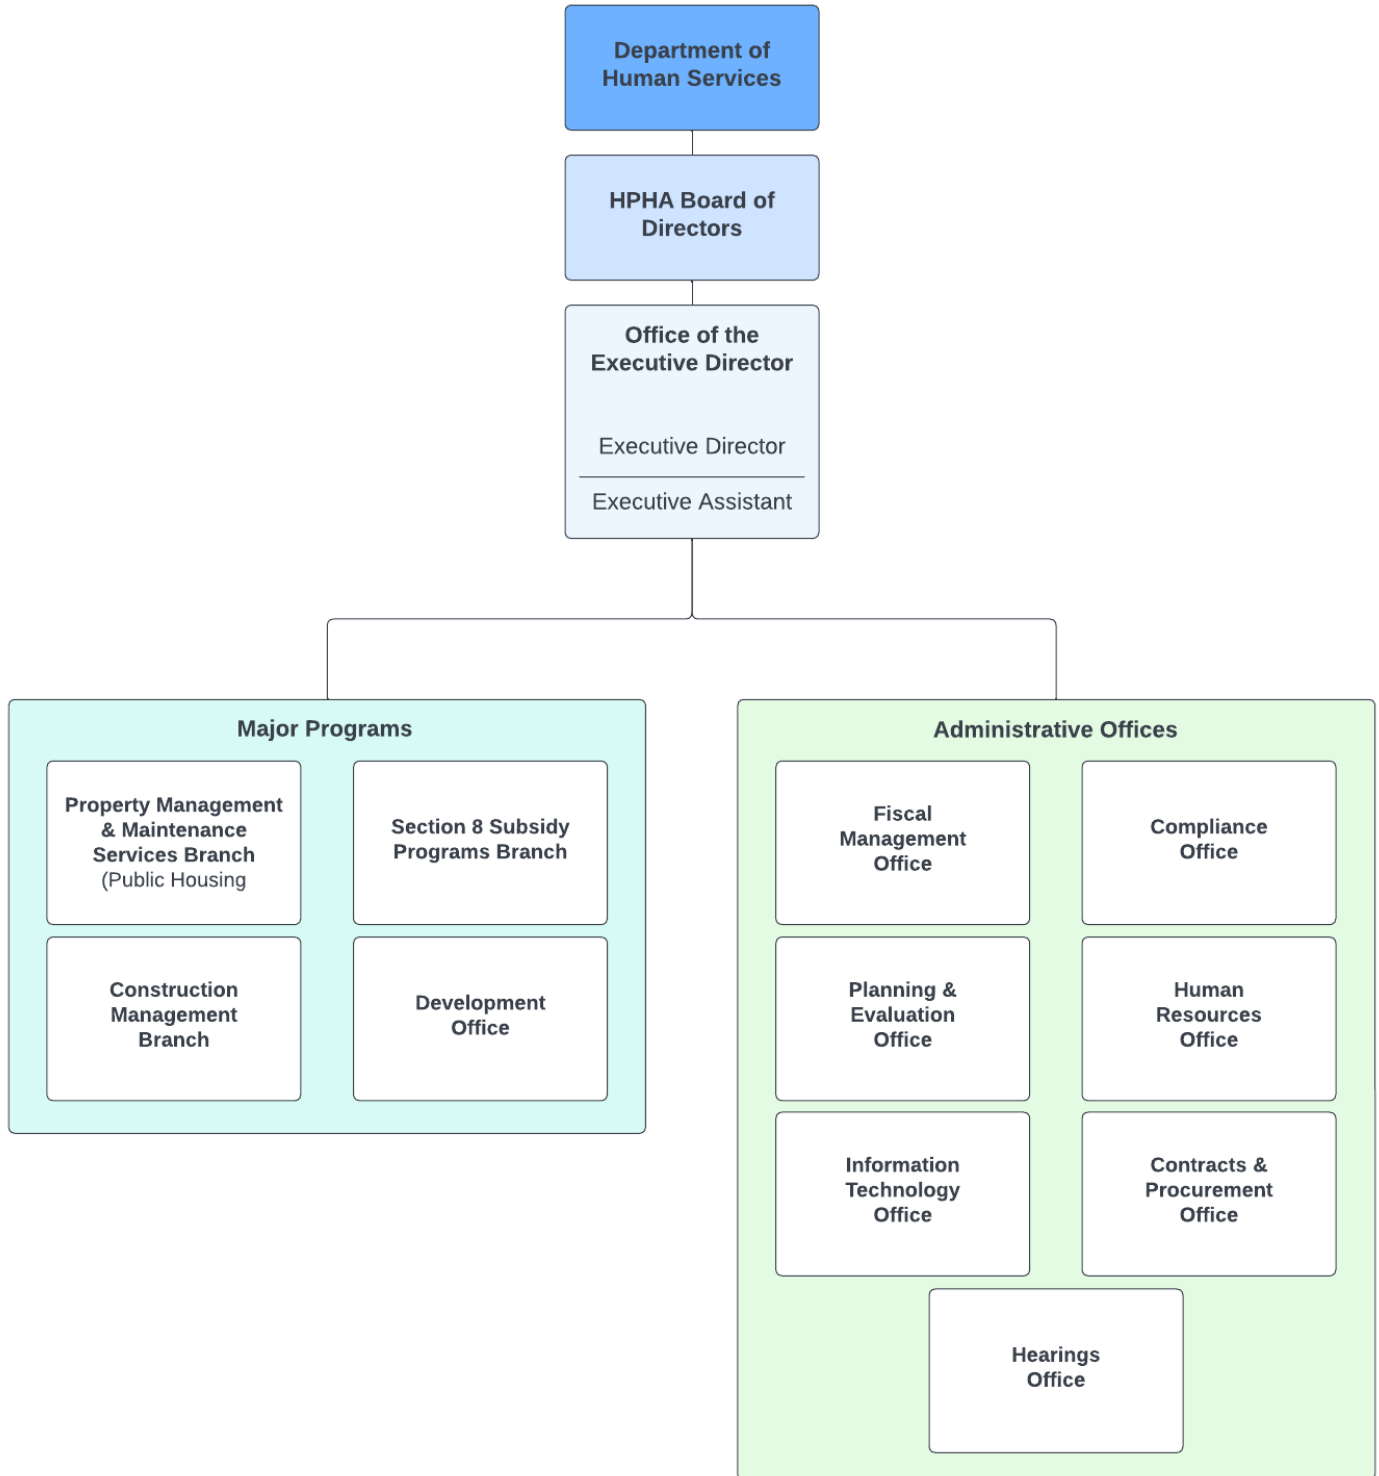 Department of
Human Services
HPHA Board of
Directors
Office of the
Executive Director
Executive Director
Executive Assistant
Major Programs
Property Management
& Maintenance
Services Branch
(Public Housing
Section 8 Subsidy
Programs Branch
Construction
Management
Branch
Development
Office
Administrative Offices
Fiscal
Management
Office
Compliance
Office
Planning &
Evaluation
Office
Human
Resources
Office
Information
Technology
Office
Contracts &
Procurement
Office
Hearings
Office